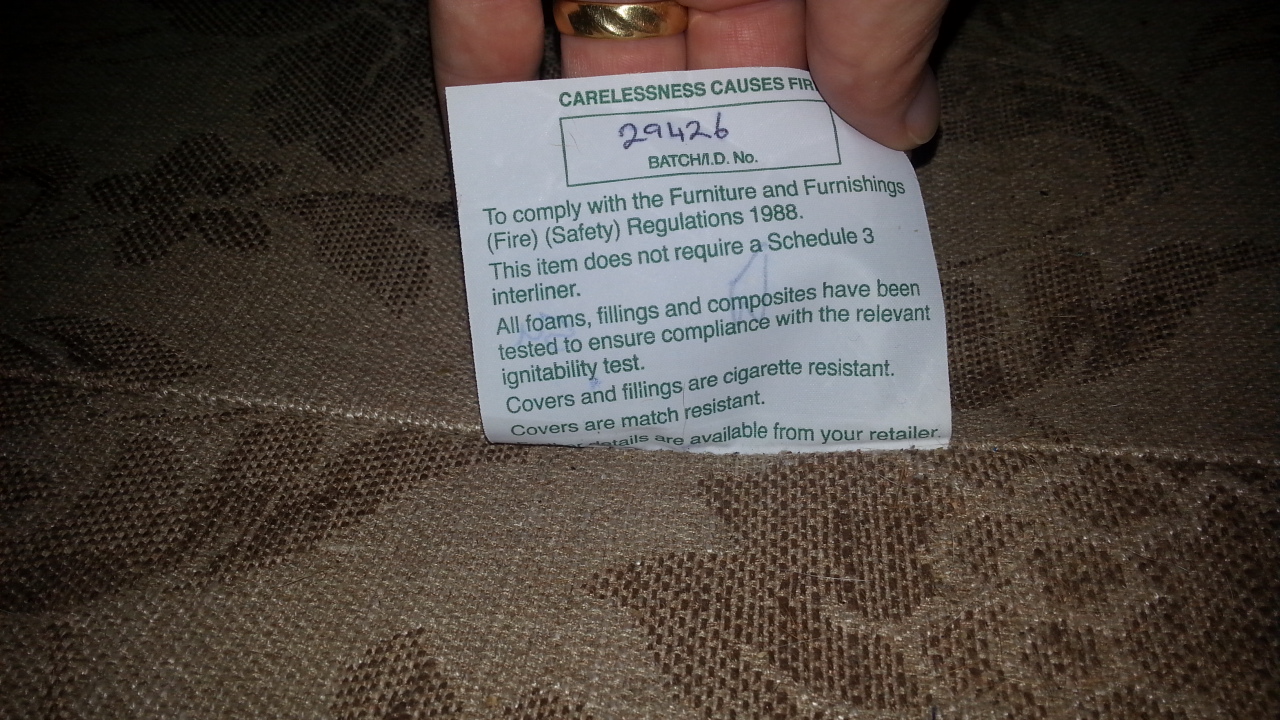 CARELESSNESS CAUSES FIR
29426
BATCH/I.D. No.
To comply with the Furniture and Furnishings
(Fire) (Safety) Regulations 1988.
This item does not require a Schedule 3
interliner.
All foams, fillings and composites have been
tested to ensure compliance with the relevant
ignitability test.
Covers and fillings are cigarette resistant.
Covers are match resistant.
details are available from your retailer.